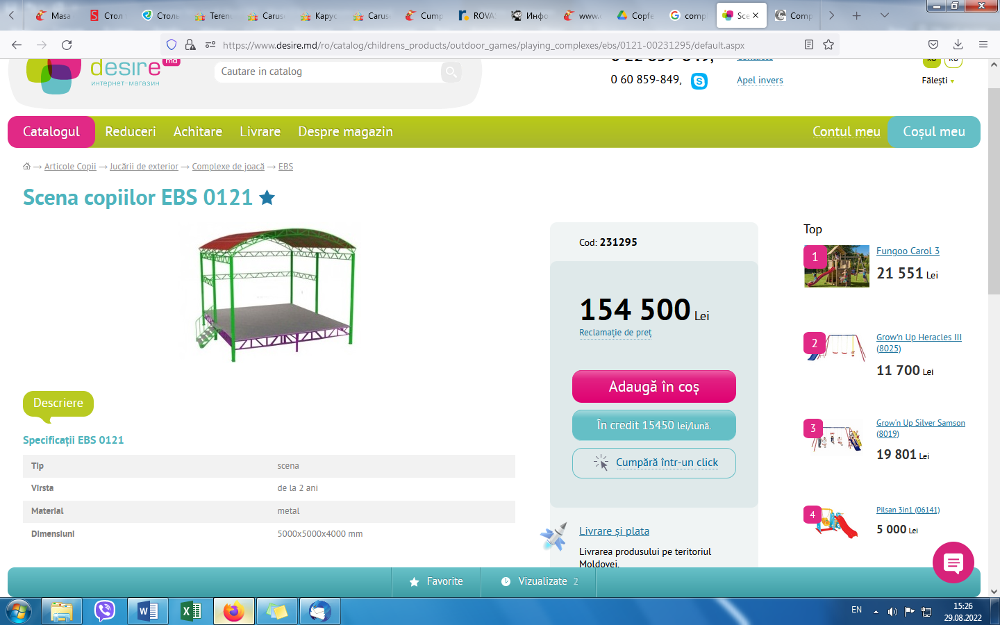 Masa
Стол
Столь
Teren
Carus
Карус
Carus
Cump
ROVA
Инфо
www.
Copfe
comp
Sce
Comp
https://www.desire.md/ro/catalog/childrens_products/outdoor_games/playing_complexes/ebs/0121-00231295/default.aspx
desire md
интернет-магазин
Cautare in catalog
0 22 859-849,
0 60 859-849,
Apel invers
Fălești
Catalogul
Reduceri
Achitare
Livrare
Despre magazin
Contul meu
Coșul meu
→ Articole Copii → Jucării de exterior → Complexe de joacă → EBS
Scena copiilor EBS 0121
Cod: 231295
154 500 Lei
Reclamație de preț
Adaugă în coș
În credit 15450 lei/lună.
Cumpără într-un click
Livrare și plata
Livrarea produsului pe teritoriul
Moldovei.
Descriere
Specificații EBS 0121
Tip scena
Virsta de la 2 ani
Material metal
Dimensiuni 5000x5000x4000 mm
Top
1
Fungoo Carol 3
21 551 Lei
2
Grow'n Up Heracles III
(8025)
11 700 Lei
3
Grow'n Up Silver Samson
(8019)
19 801 Lei
4
Pilsan 3in1 (06141)
5 000 Lei
Favorite
Vizualizate 2
EN
15:26
29.08.2022